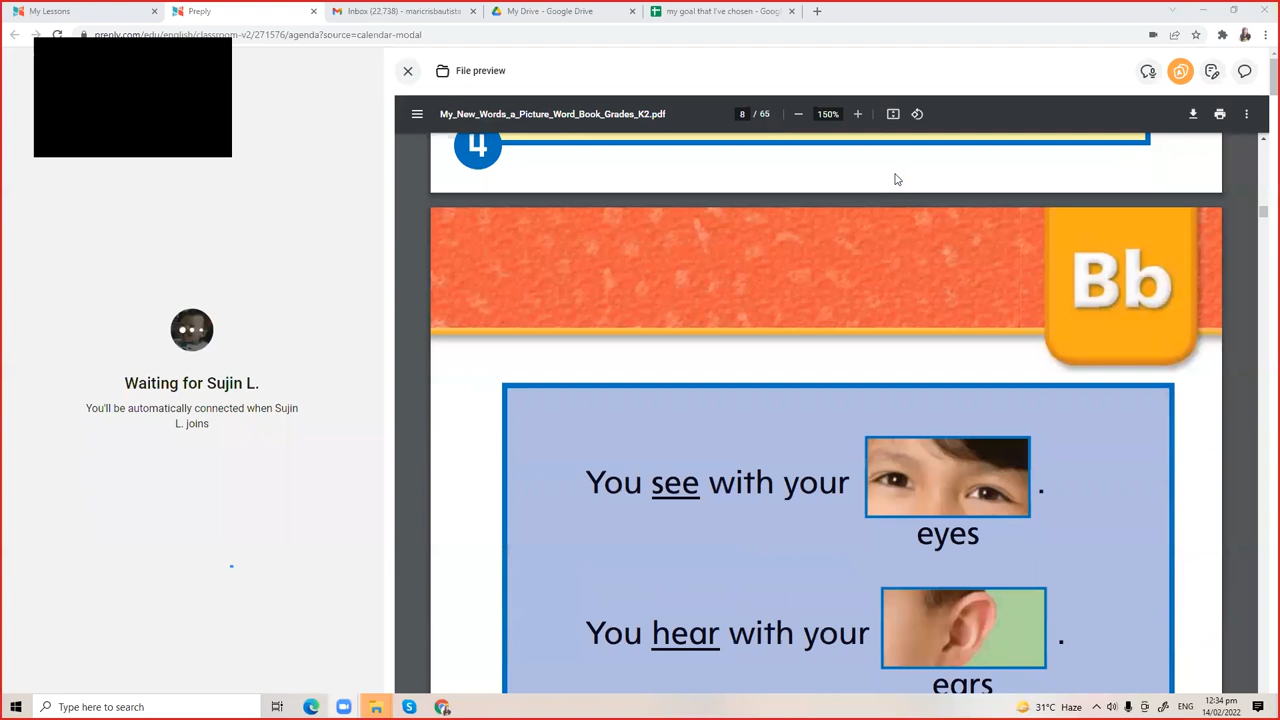 My Lessons
Preply
Inbox (22,738) - maricrisbautista
My Drive - Google Drive
my goal that I've chosen - Googl
preply.com/edu/english/classroom-v2/271576/agenda?source=calendar-modal
File preview
My_New_Words_a_Picture_Word_Book_Grades_K2.pdf
8 / 65
150%
4
Bb
Waiting for Sujin L.
You'll be automatically connected when Sujin
L. joins
You see with your .
eyes
You hear with your .
ears
Type here to search
31°C Haze
ENG
12:34 pm
14/02/2022